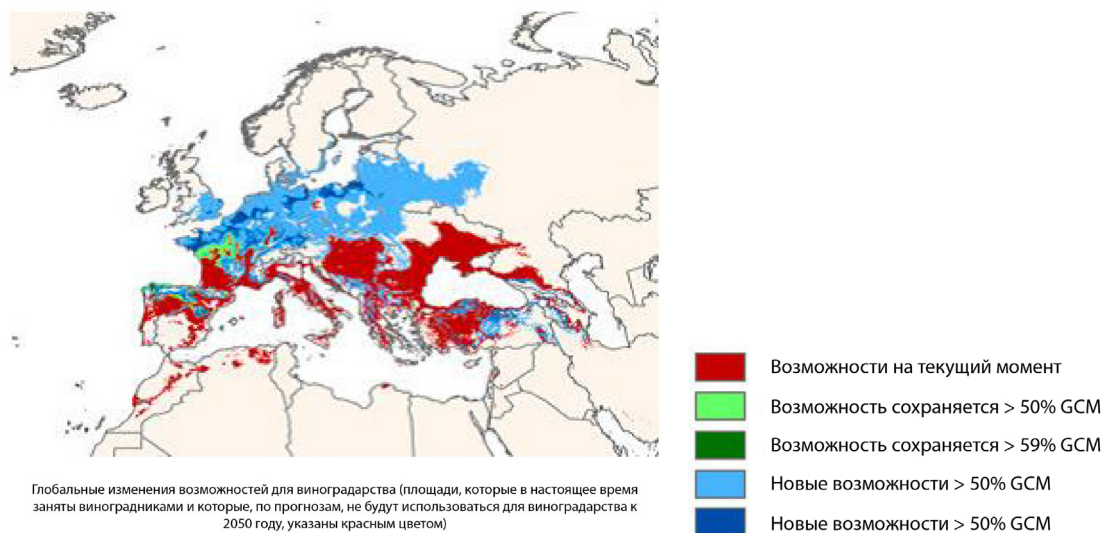 Возможности на текущий момент
Возможность сохраняется > 50% GCM
Возможность сохраняется > 59% GCM
Новые возможности > 50% GCM
Новые возможности > 50% GCM
Глобальные изменения возможностей для виноградарства (площади, которые в настоящее время
заняты виноградниками и которые, по прогнозам, не будут использоваться для виноградарства к
2050 году, указаны красным цветом)